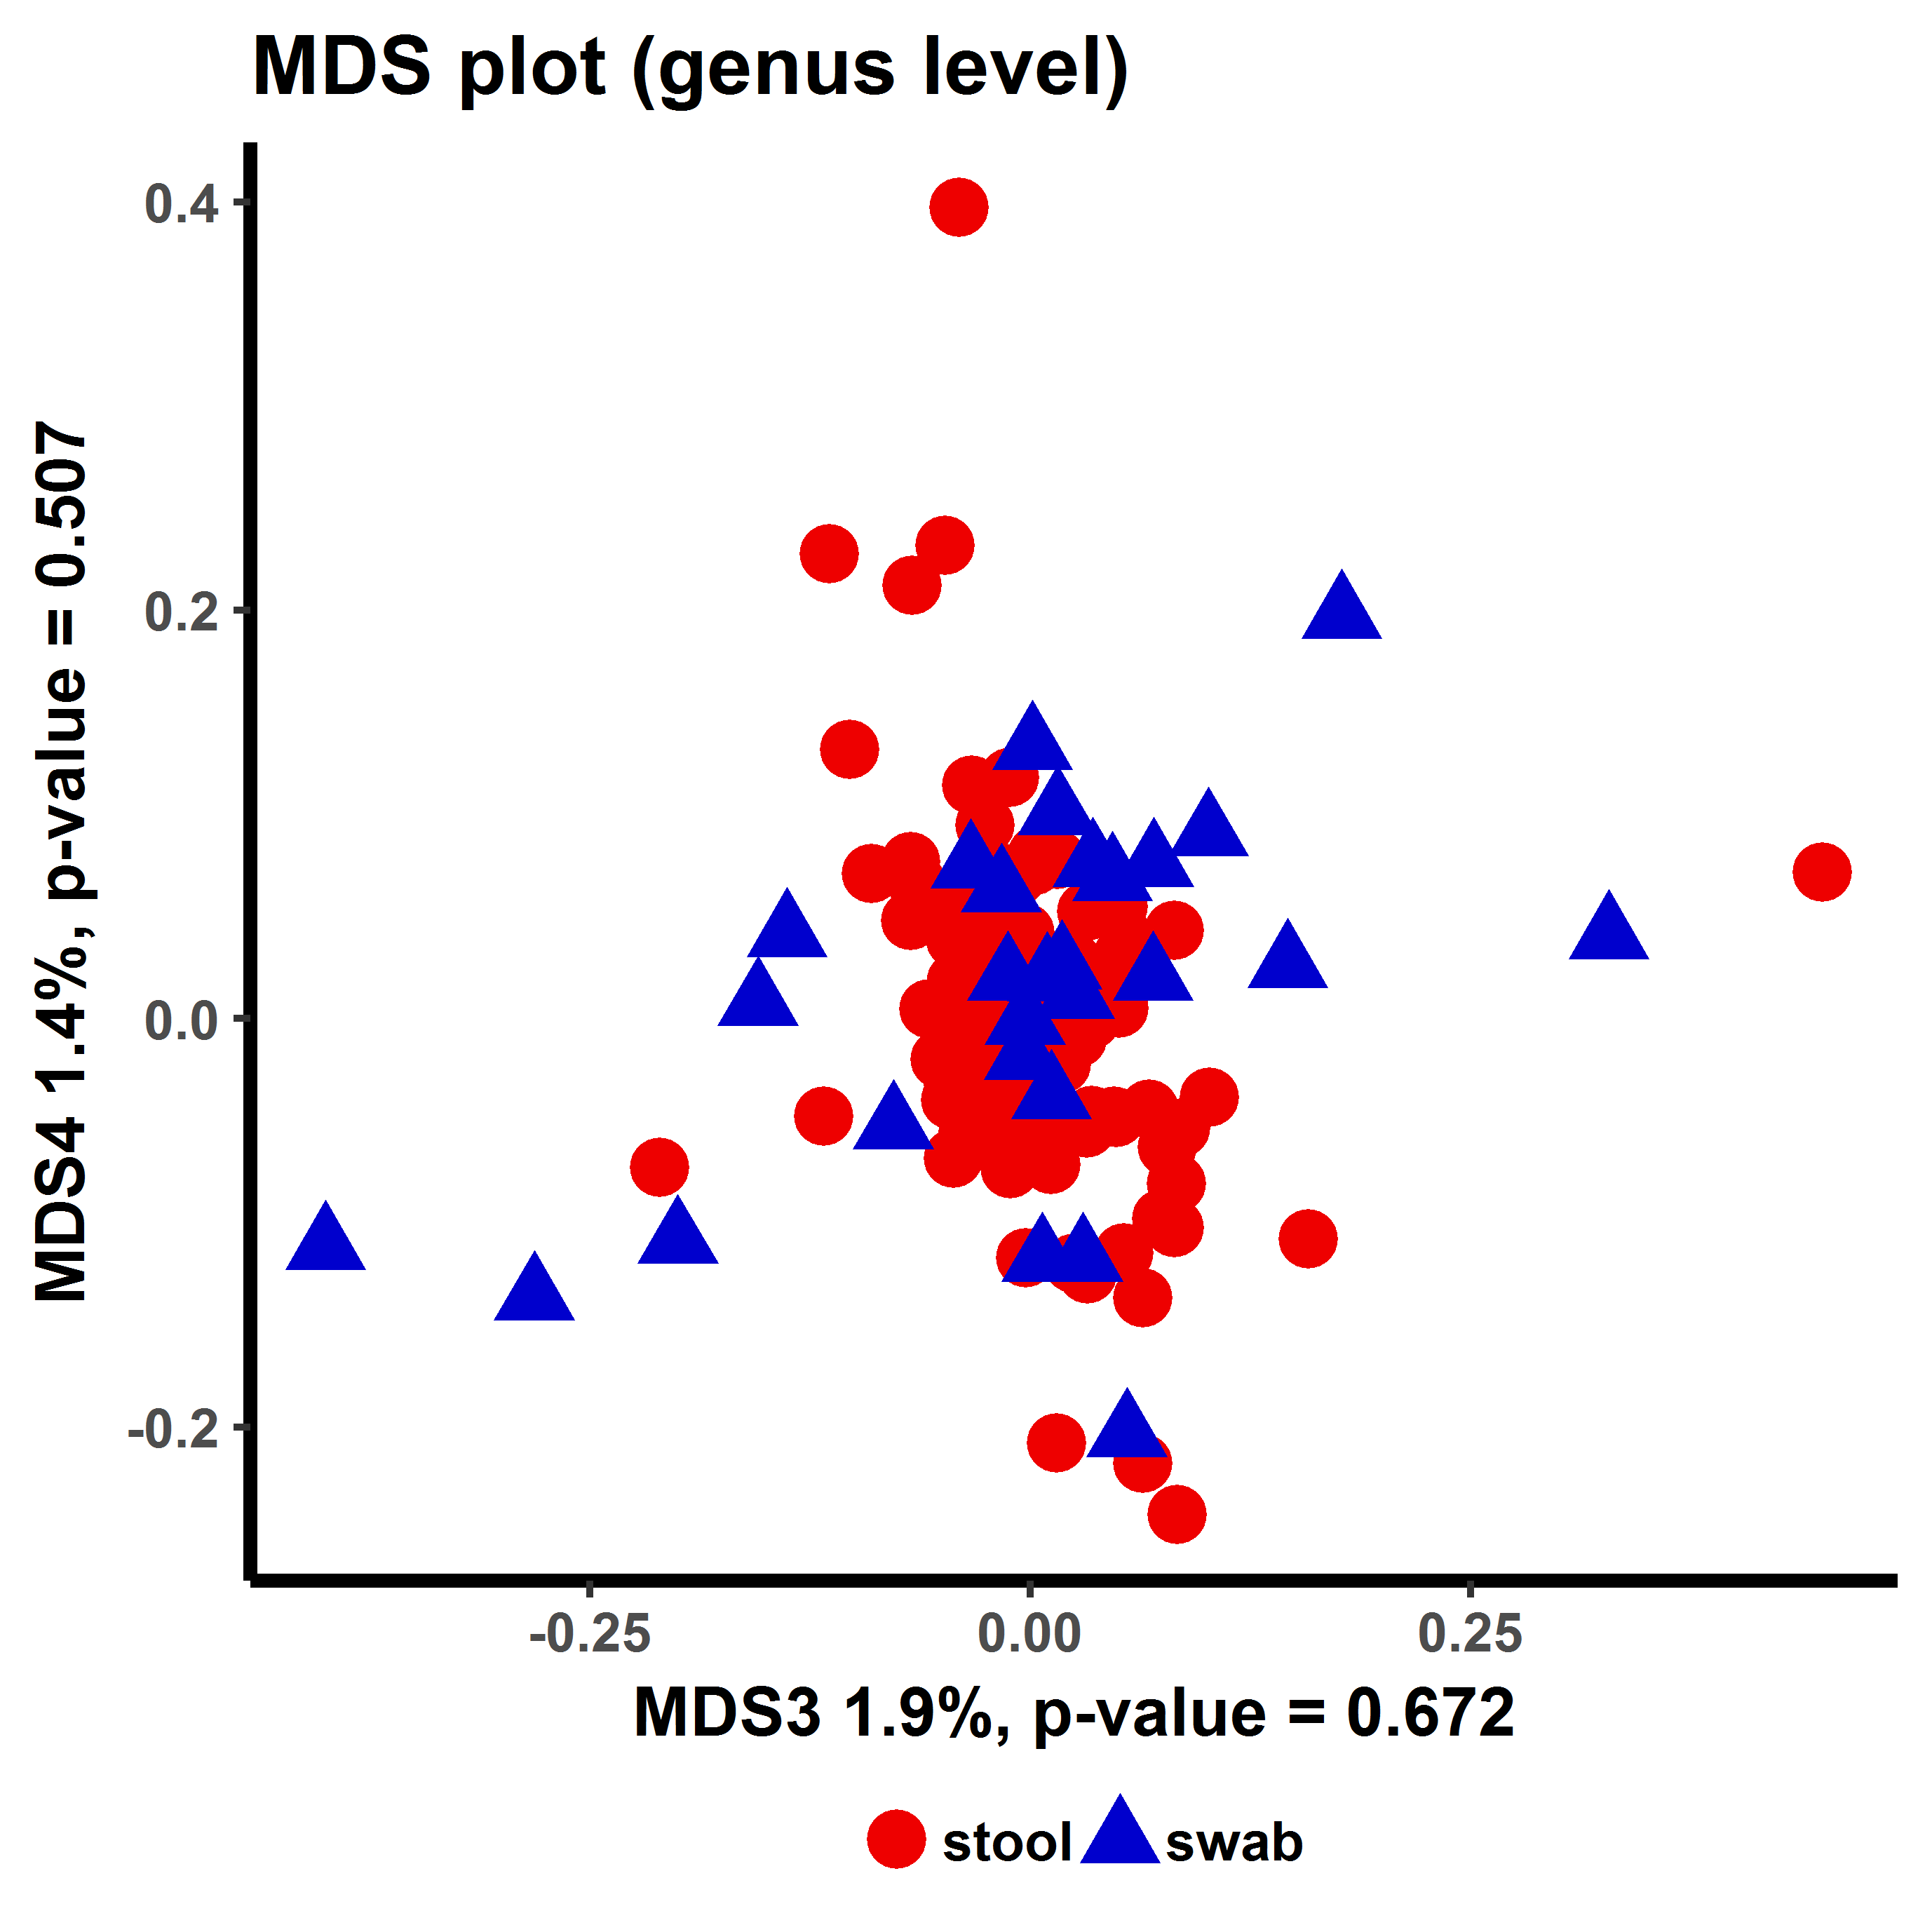 MDS plot (genus level)
MDS4 1.4%, p-value = 0.507
0.4
0.2
0.0
-0.2
-0.25
0.00
0.25
MDS3 1.9%, p-value = 0.672
stool
swab